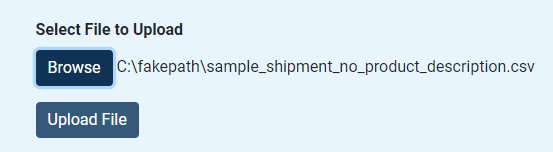 Select File to Upload
Browse C:\fakepath\sample_shipment_no_product_description.csv
Upload File